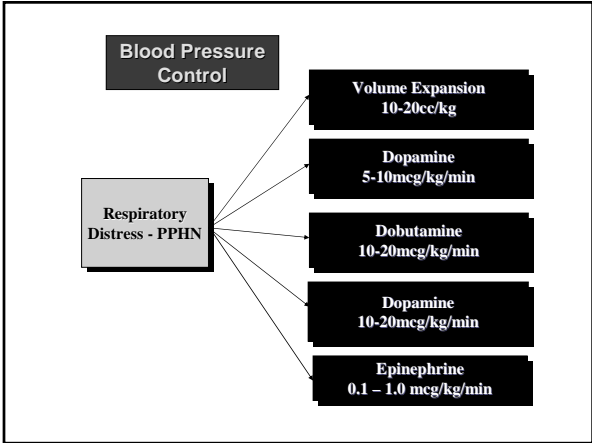 Blood Pressure
Control
Volume Expansion
10-20cc/kg
Dopamine
5-10mcg/kg/min
Respiratory
Distress - PPHN
Dobutamine
10-20mcg/kg/min
Dopamine
10-20mcg/kg/min
Epinephrine
0.1 – 1.0 mcg/kg/min